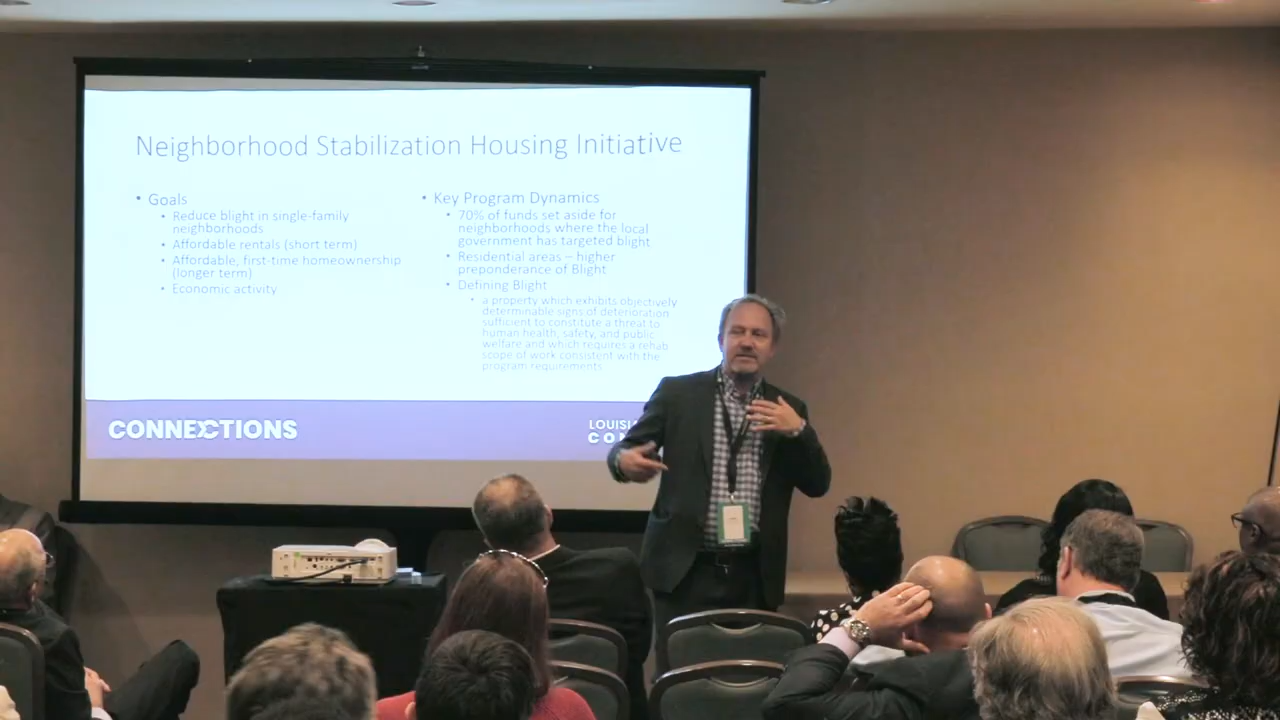 Neighborhood Stabilization Housing Initiative
• Goals
• Reduce blight in single-family
neighborhoods
• Affordable rentals (short term)
• Affordable, first-time homeownership
(longer term)
• Economic activity
• Key Program Dynamics
• 70% of funds set aside for
neighborhoods where the local
government has targeted blight
• Residential areas – higher
preponderance of Blight
• Defining Blight
• a property which exhibits objectively
determinable signs of deterioration
sufficient to constitute a threat to
human health, safety, and public
welfare and which requires a rehab
scope of work consistent with the
program requirements
CONNECTIONS